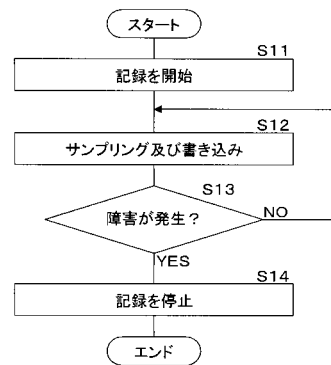 スタート
S11
記録を開始
S12
サンプリング及び書き込み
S13
障害が発生?
NO
YES
S14
記録を停止
エンド